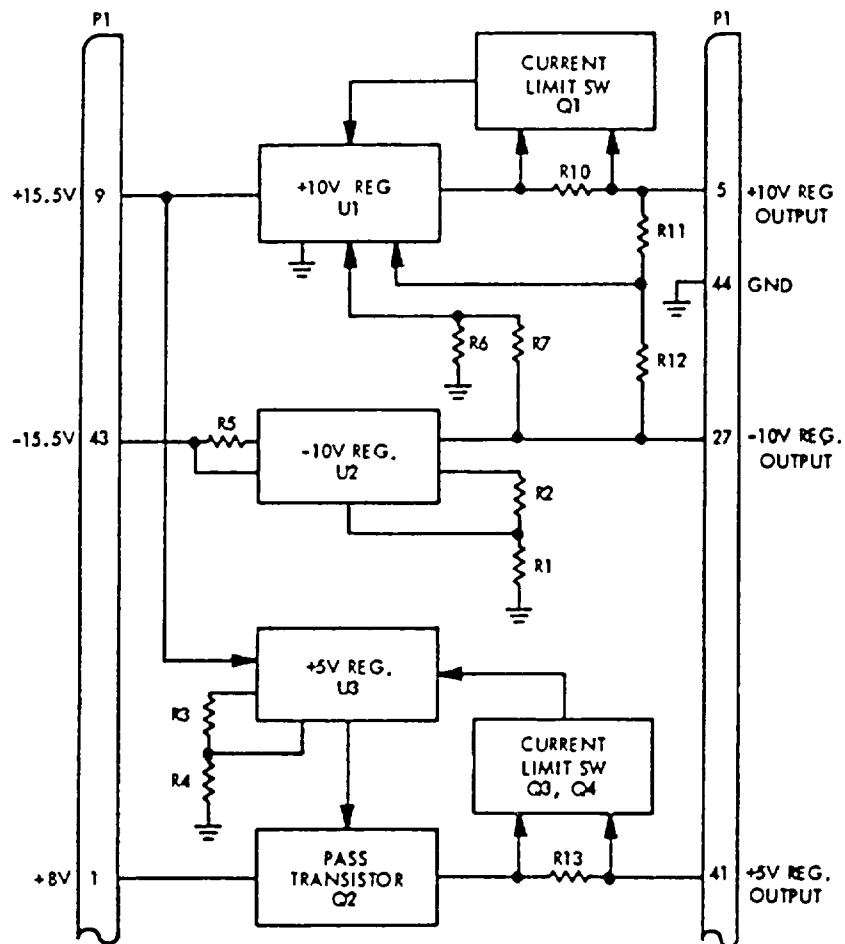 P1
P1
CURRENT
LIMIT SW
Q1
+15.5V
9
+10V REG
U1
R10
5
+10V REG
OUTPUT
R11
44
GND
R6
R7
R12
-15.5V
43
R5
-10V REG.
U2
27
-10V REG.
OUTPUT
R2
R1
+5V REG.
U3
R3
R4
CURRENT
LIMIT SW
Q3, Q4
+8V
1
PASS
TRANSISTOR
Q2
R13
41
+5V REG.
OUTPUT